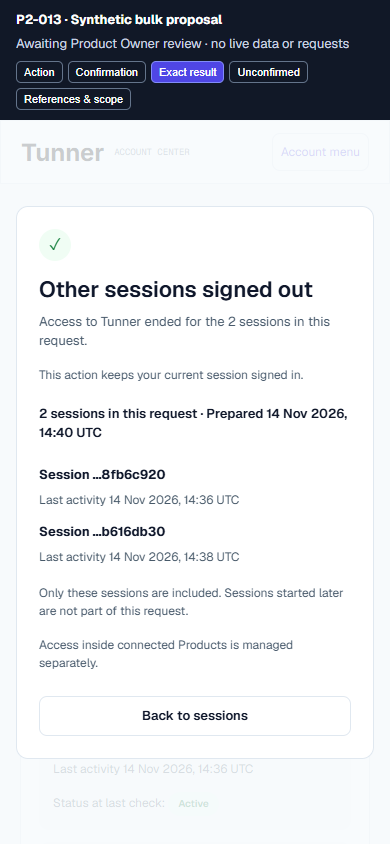 P2-013 · Synthetic bulk proposal
Awaiting Product Owner review · no live data or requests
Action
Confirmation
Exact result
Unconfirmed
References & scope
Tunner
ACCOUNT CENTER
Account menu
✓
Other sessions signed out
Access to Tunner ended for the 2 sessions in this
request.
This action keeps your current session signed in.
2 sessions in this request · Prepared 14 Nov 2026,
14:40 UTC
Session …8fb6c920
Last activity 14 Nov 2026, 14:36 UTC
Session …b616db30
Last activity 14 Nov 2026, 14:38 UTC
Only these sessions are included. Sessions started later
are not part of this request.
Access inside connected Products is managed
separately.
Back to sessions
Last activity 14 Nov 2026, 14:36 UTC
Status at last check:
Active